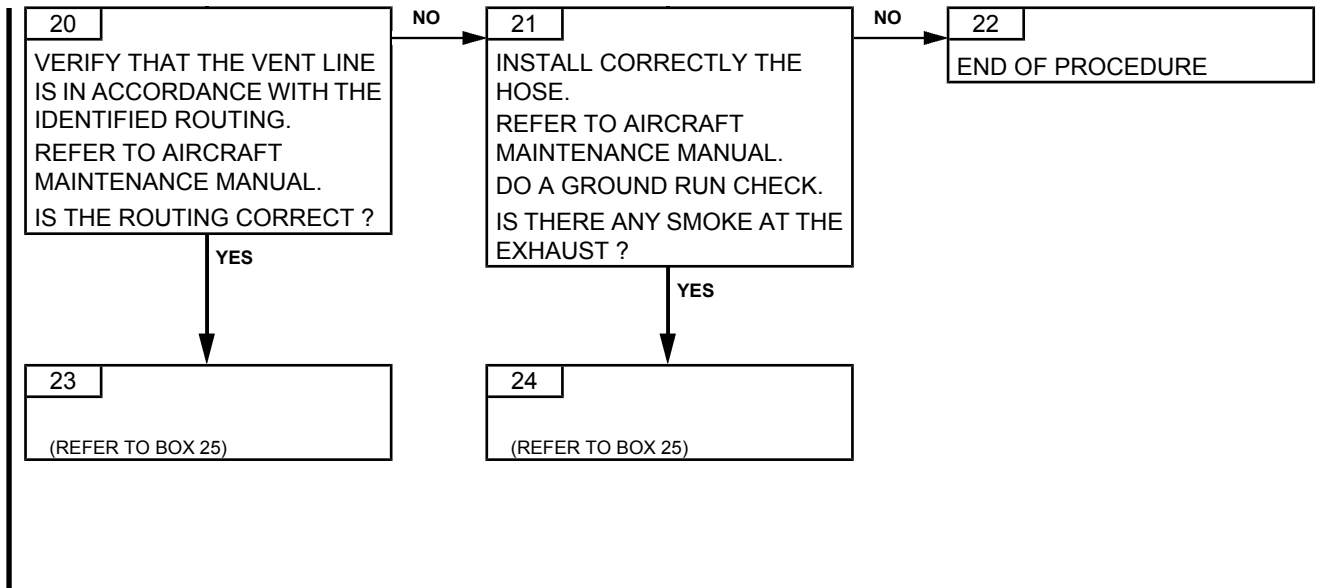 20
VERIFY THAT THE VENT LINE
IS IN ACCORDANCE WITH THE
IDENTIFIED ROUTING.
REFER TO AIRCRAFT
MAINTENANCE MANUAL.
IS THE ROUTING CORRECT ?
NO
21
INSTALL CORRECTLY THE
HOSE.
REFER TO AIRCRAFT
MAINTENANCE MANUAL.
DO A GROUND RUN CHECK.
IS THERE ANY SMOKE AT THE
EXHAUST ?
NO
22
END OF PROCEDURE
YES
YES
23
(REFER TO BOX 25)
24
(REFER TO BOX 25)